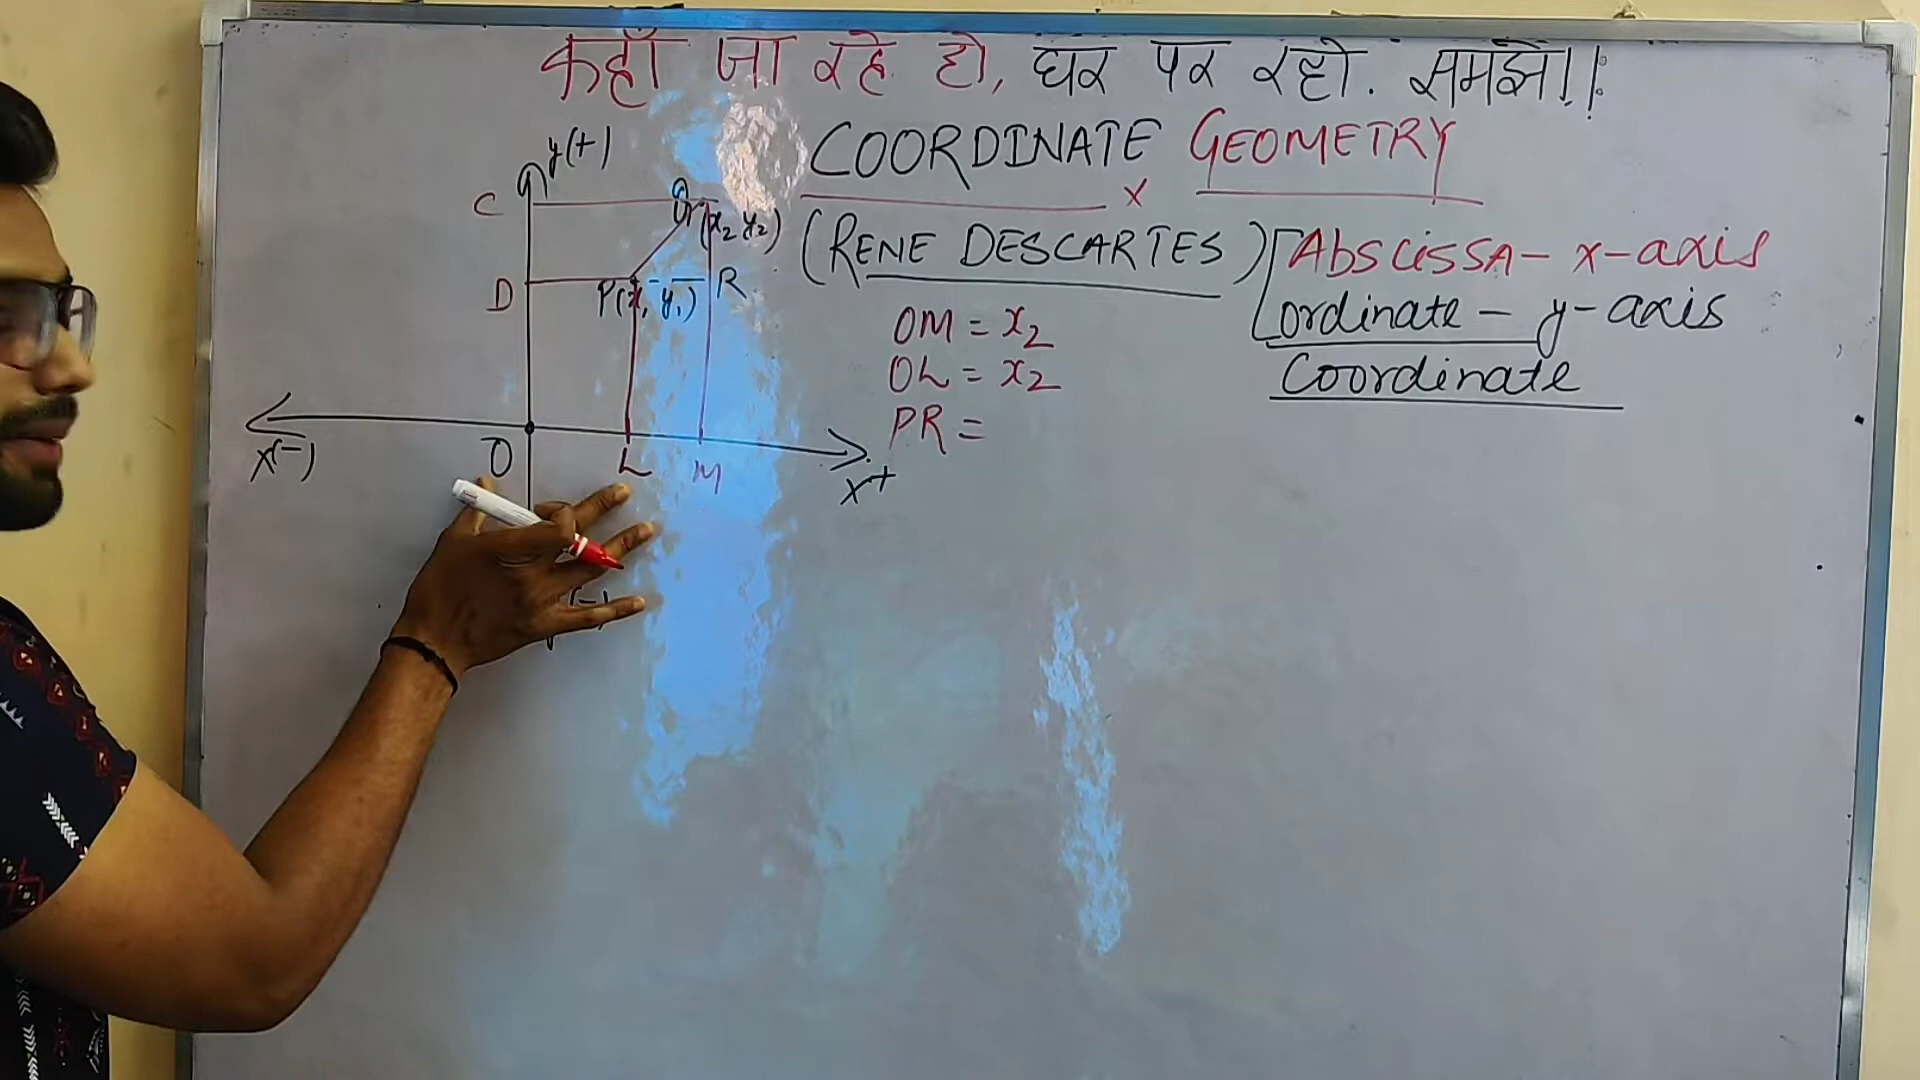 कहाँ जा रहे हो, घर पर रहो. समझे!!
COORDINATE GEOMETRY
x
(RENE DESCARTES)
Abscissa - x-axis
ordinate - y-axis
Coordinate
OM = x₂
OL = x₂
PR =
y(+)
C
Q(x₂ y₂)
D
P(x, y₁)
R
x(-)
O
L
M
x+
(-)